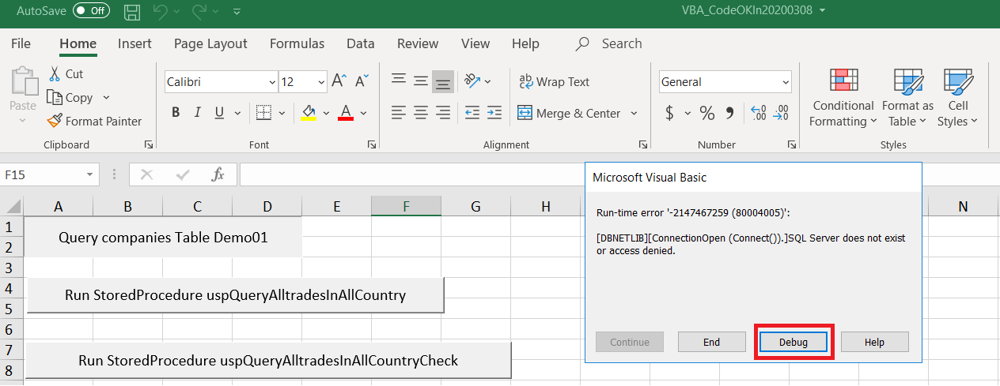 AutoSave Off VBA_CodeOKIn20200308
File Home Insert Page Layout Formulas Data Review View Help Search
Cut
Copy
Format Painter
Paste
Clipboard
Calibri 12
B I U A
Font
Wrap Text
Merge & Center
Alignment
General
$ % 9 .00 .00
Number
Conditional Formatting
Format as Table
Cell Styles
Styles
F15 fx
A B C D E F G H N
1
2
3
4
5
6
7
8
Query companies Table Demo01
Run StoredProcedure uspQueryAlltradesInAllCountry
Run StoredProcedure uspQueryAlltradesInAllCountryCheck
Microsoft Visual Basic
Run-time error '-2147467259 (80004005)':
[DBNETLIB][ConnectionOpen (Connect()).]SQL Server does not exist
or access denied.
Continue End Debug Help